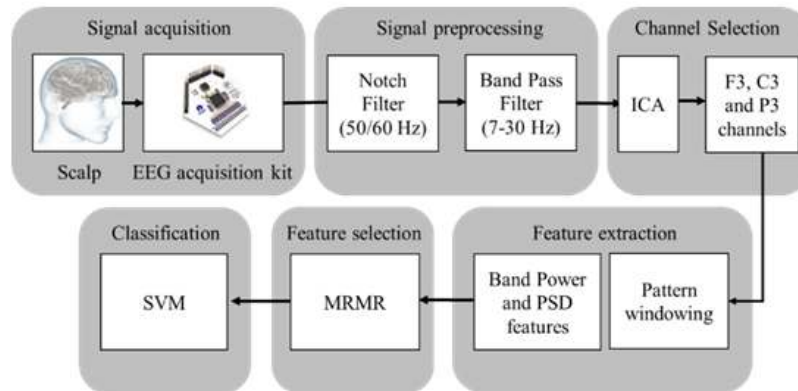 Signal acquisition
Scalp
EEG acquisition kit
Signal preprocessing
Notch
Filter
(50/60 Hz)
Band Pass
Filter
(7-30 Hz)
Channel Selection
ICA
F3, C3
and P3
channels
Classification
SVM
Feature selection
MRMR
Feature extraction
Band Power
and PSD
features
Pattern
windowing